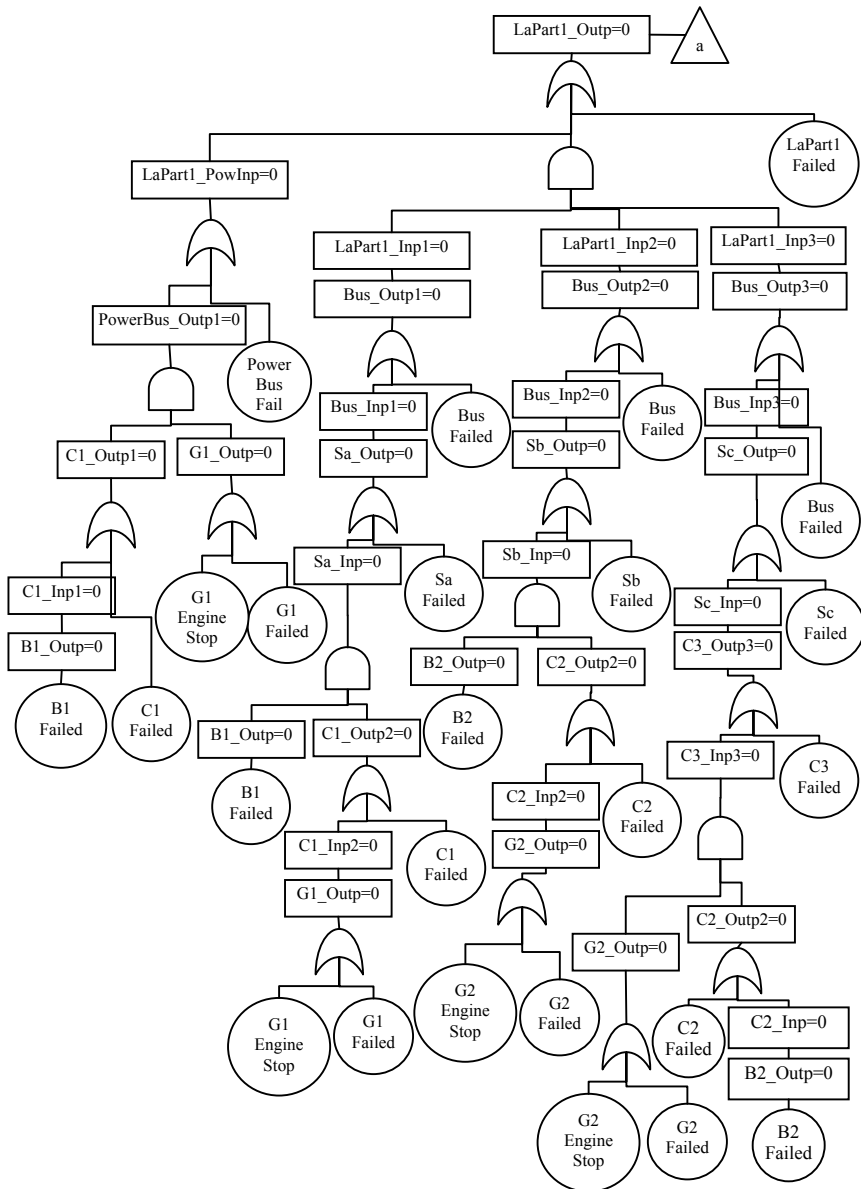 LaPart1_Outp=0
a
LaPart1
Failed
LaPart1_PowInp=0
LaPart1_Inp1=0
LaPart1_Inp2=0
LaPart1_Inp3=0
Bus_Outp1=0
Bus_Outp2=0
Bus_Outp3=0
PowerBus_Outp1=0
Power
Bus
Fail
Bus_Inp1=0
Bus
Failed
Bus_Inp2=0
Bus
Failed
Bus_Inp3=0
C1_Outp1=0
G1_Outp=0
Sa_Outp=0
Sb_Outp=0
Sc_Outp=0
Bus
Failed
C1_Inp1=0
G1
Engine
Stop
G1
Failed
Sa_Inp=0
Sa
Failed
Sb_Inp=0
Sb
Failed
Sc_Inp=0
Sc
Failed
B1_Outp=0
B2_Outp=0
C2_Outp2=0
C3_Outp3=0
B1
Failed
C1
Failed
B1_Outp=0
C1_Outp2=0
B2
Failed
C3_Inp3=0
C3
Failed
B1
Failed
C2_Inp2=0
C2
Failed
C1_Inp2=0
C1
Failed
G2_Outp=0
G1_Outp=0
G2_Outp=0
C2_Outp2=0
G1
Engine
Stop
G1
Failed
G2
Engine
Stop
G2
Failed
C2
Failed
C2_Inp=0
B2_Outp=0
G2
Engine
Stop
G2
Failed
B2
Failed